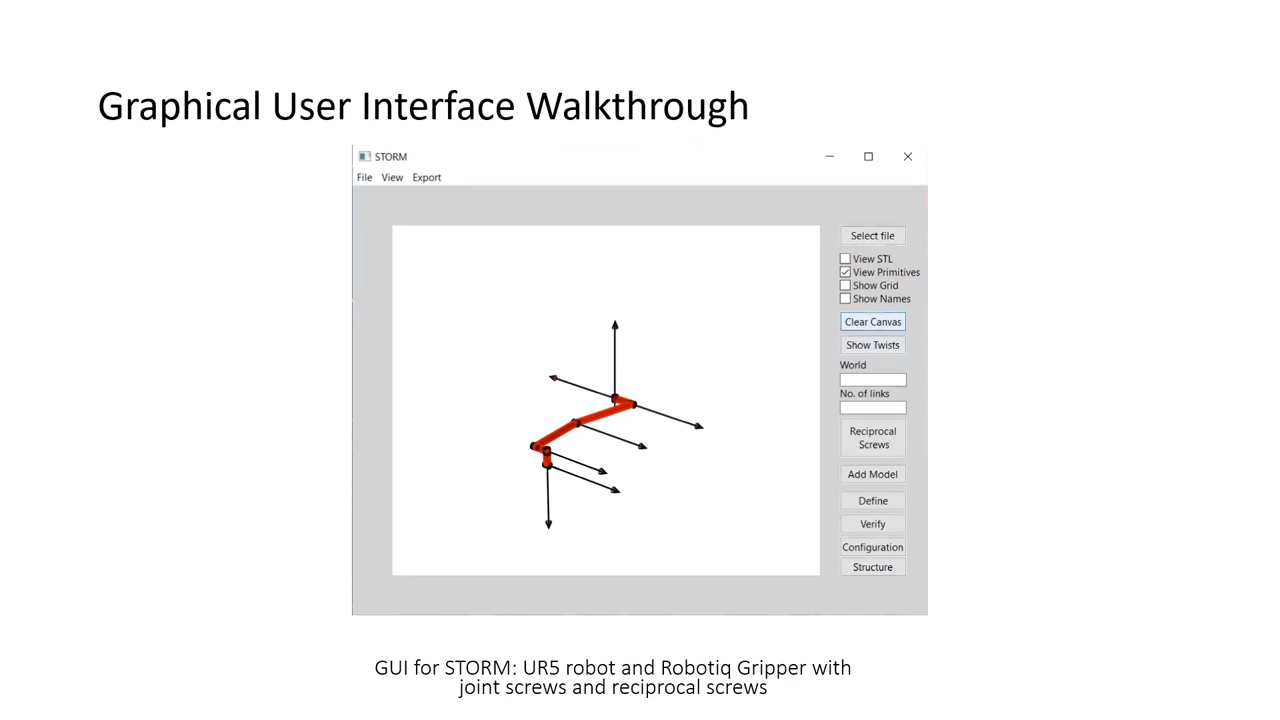 Graphical User Interface Walkthrough
STORM
File View Export
Select file
View STL
View Primitives
Show Grid
Show Names
Clear Canvas
Show Twists
World
No. of links
Reciprocal
Screws
Add Model
Define
Verify
Configuration
Structure
GUI for STORM: UR5 robot and Robotiq Gripper with
joint screws and reciprocal screws